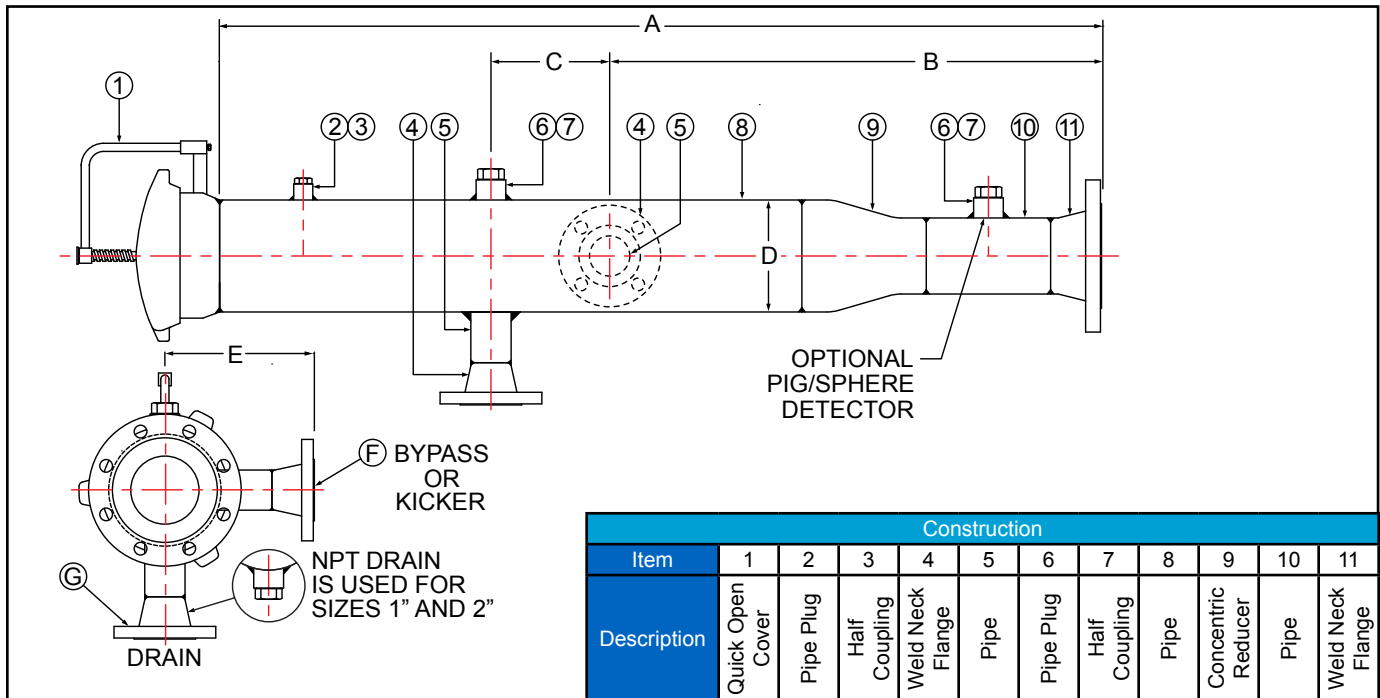 A
C
B
1
2 3
4 5
6 7
4
5
8
9
6 7
10
11
D
OPTIONAL
PIG/SPHERE
DETECTOR
E
F BYPASS
OR
KICKER
NPT DRAIN
IS USED FOR
SIZES 1" AND 2"
G
DRAIN
Construction
Item 1 2 3 4 5 6 7 8 9 10 11
Description Quick Open Cover Pipe Plug Half Coupling Weld Neck Flange Pipe Pipe Plug Half Coupling Pipe Concentric Reducer Pipe Weld Neck Flange